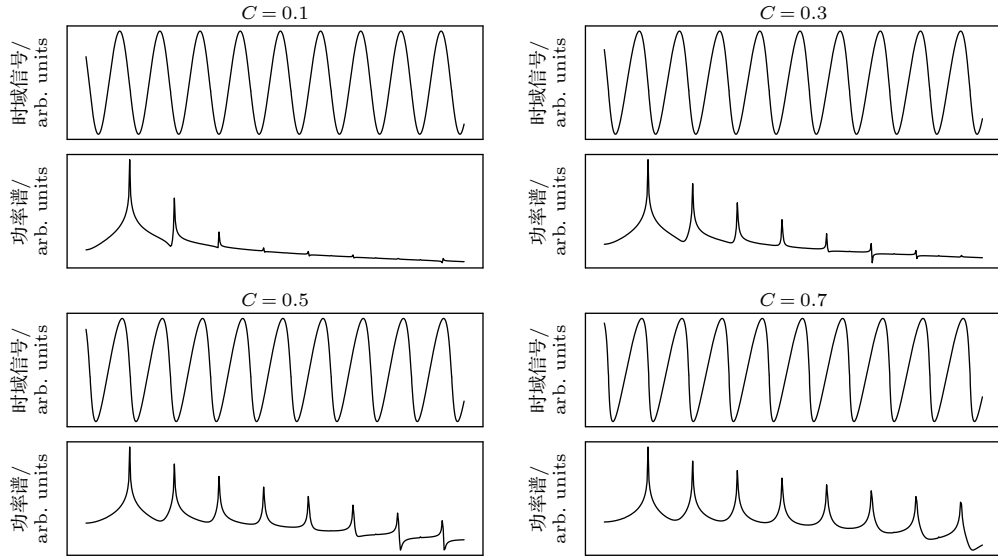 C = 0.1
时域信号/
arb. units
功率谱/
arb. units
C = 0.3
时域信号/
arb. units
功率谱/
arb. units
C = 0.5
时域信号/
arb. units
功率谱/
arb. units
C = 0.7
时域信号/
arb. units
功率谱/
arb. units